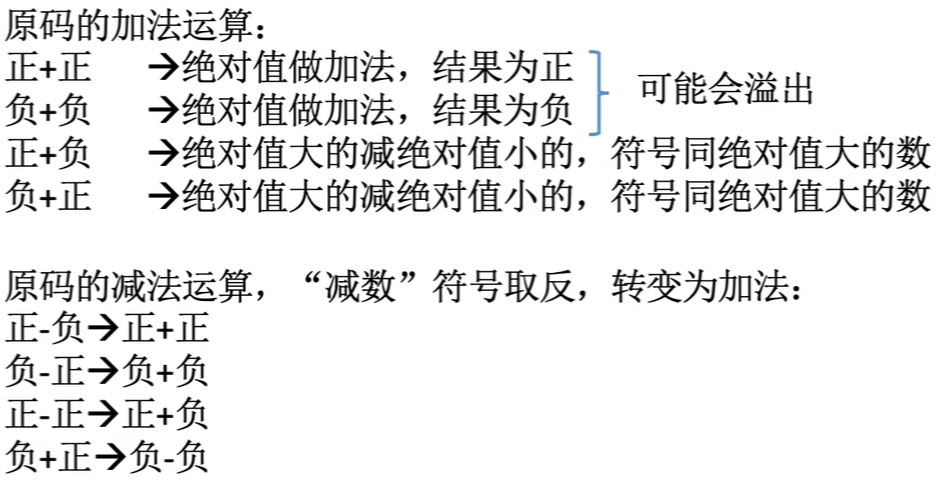 原码的加法运算：
正+正 →绝对值做加法，结果为正
负+负 →绝对值做加法，结果为负
可能会溢出
正+负 →绝对值大的减绝对值小的，符号同绝对值大的数
负+正 →绝对值大的减绝对值小的，符号同绝对值大的数
原码的减法运算，“减数”符号取反，转变为加法：
正-负→正+正
负-正→负+负
正-正→正+负
负+正→负-负